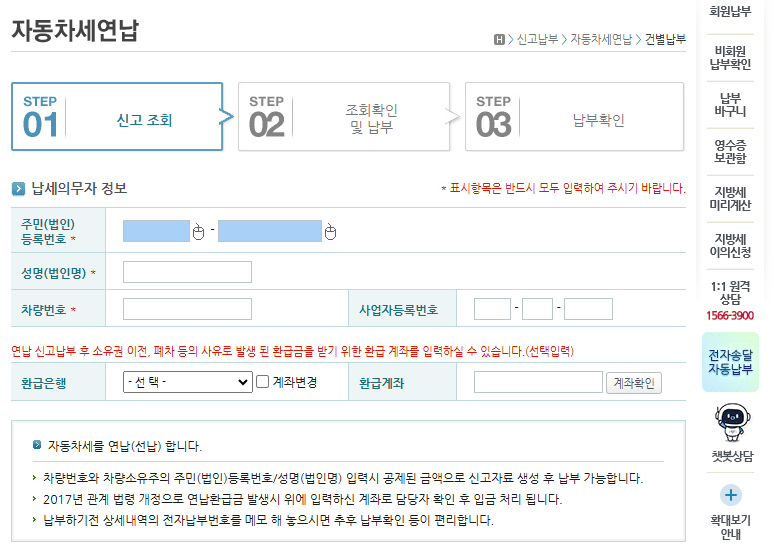 자동차세연납
H > 신고납부 > 자동차세연납 > 건별납부
STEP
01
신고 조회
STEP
02
조회확인
및 납부
STEP
03
납부확인
납세의무자 정보
* 표시항목은 반드시 모두 입력하여 주시기 바랍니다.
주민(법인)
등록번호 *
-
성명(법인명) *
차량번호 *
사업자등록번호
- -
연납 신고납부 후 소유권 이전, 폐차 등의 사유로 발생 된 환급금을 받기 위한 환급 계좌를 입력하실 수 있습니다.(선택입력)
환급은행
- 선 택 -
계좌변경
환급계좌
계좌확인
자동차세를 연납(선납) 합니다.
차량번호와 차량소유주의 주민(법인)등록번호/성명(법인명) 입력시 공제된 금액으로 신고자료 생성 후 납부 가능합니다.
2017년 관계 법령 개정으로 연납환급금 발생시 위에 입력하신 계좌로 담당자 확인 후 입금 처리 됩니다.
납부하기전 상세내역의 전자납부번호를 메모 해 놓으시면 추후 납부확인 등이 편리합니다.
회원납부
비회원
납부확인
납부
바구니
영수증
보관함
지방세
미리계산
지방세
이의신청
1:1 원격
상담
1566-3900
전자송달
자동납부
챗봇상담
확대보기
안내